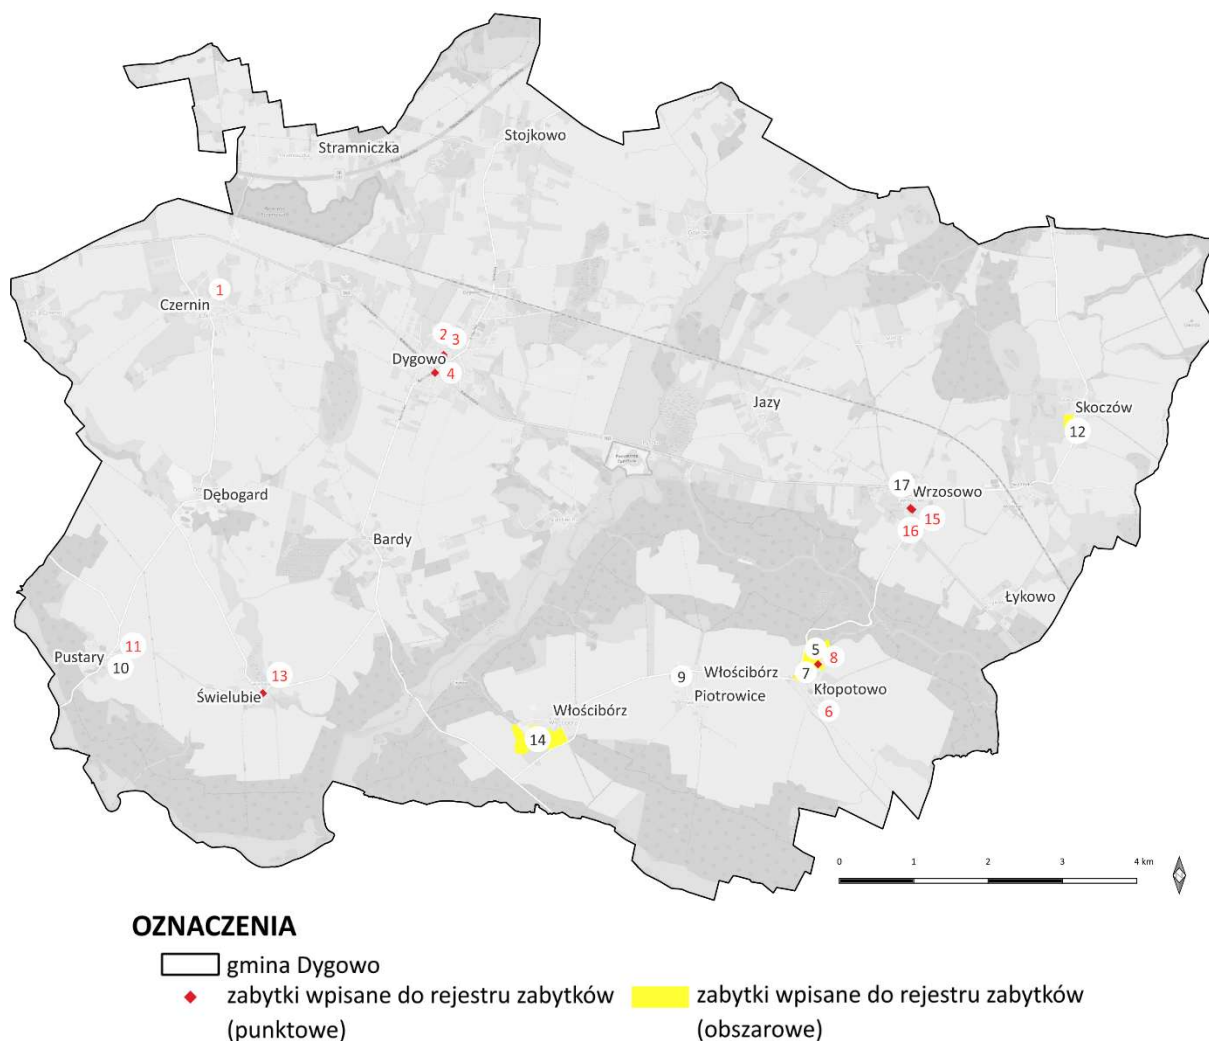 Stojkowo
Stramniczka
1
Czernin
2
3
Dygowo
4
Jazy
Skoczów
12
17
Wrzosowo
15
16
Dębogard
Bardy
Łykowo
11
Pustary
10
13
Świelubie
5
8
7
9
Włościbórz
Piotrowice
Kłopotowo
6
Włościbórz
14
0 1 2 3 4 km
OZNACZENIA
gmina Dygowo
zabytki wpisane do rejestru zabytków
(punktowe)
zabytki wpisane do rejestru zabytków
(obszarowe)